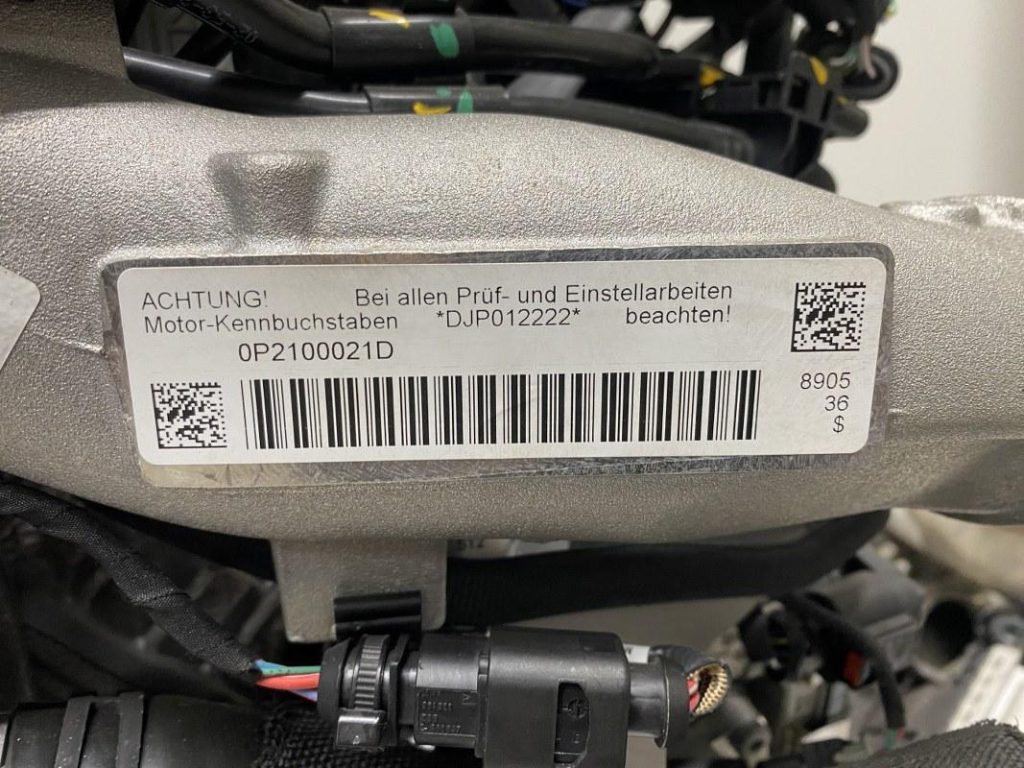 ACHTUNG! Bei allen Prüf- und Einstellarbeiten
Motor-Kennbuchstaben *DJP012222* beachten!
0P2100021D
8905
36
$